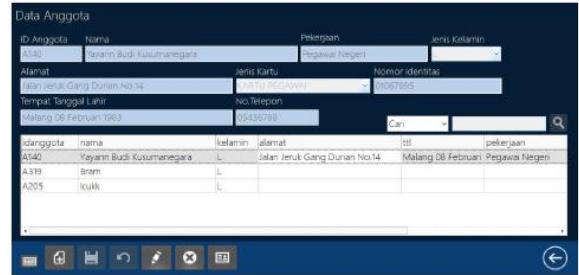 Data Anggota
ID Anggota Nama Pekerjaan Jenis Kelamin
A140 Yayann Budi Kusumanegara Pegawai Negeri
Alamat Jenis Kartu Nomor Identitas
Jalan Jeruk Gang Durian No.14 KARTU PEGAWAI 01067895
Tempat Tanggal Lahir No.Telepon
Malang 08 Februari 1983 05436788
Cari
idanggota nama kelamin alamat ttl pekerjaan
A140 Yayann Budi Kusumanegara L Jalan Jeruk Gang Durian No.14 Malang 08 Februari Pegawai Negeri
A319 Bram L
A205 Icukk L